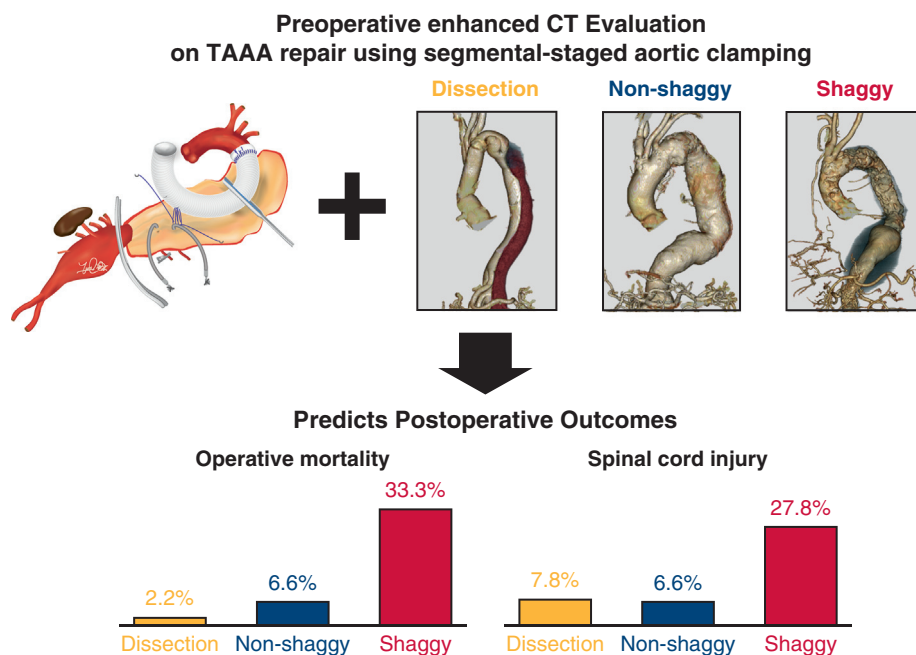 Preoperative enhanced CT Evaluation
on TAAA repair using segmental-staged aortic clamping
Dissection
Non-shaggy
Shaggy
Predicts Postoperative Outcomes
Operative mortality
2.2%
6.6%
33.3%
Dissection
Non-shaggy
Shaggy
Spinal cord injury
7.8%
6.6%
27.8%
Dissection
Non-shaggy
Shaggy